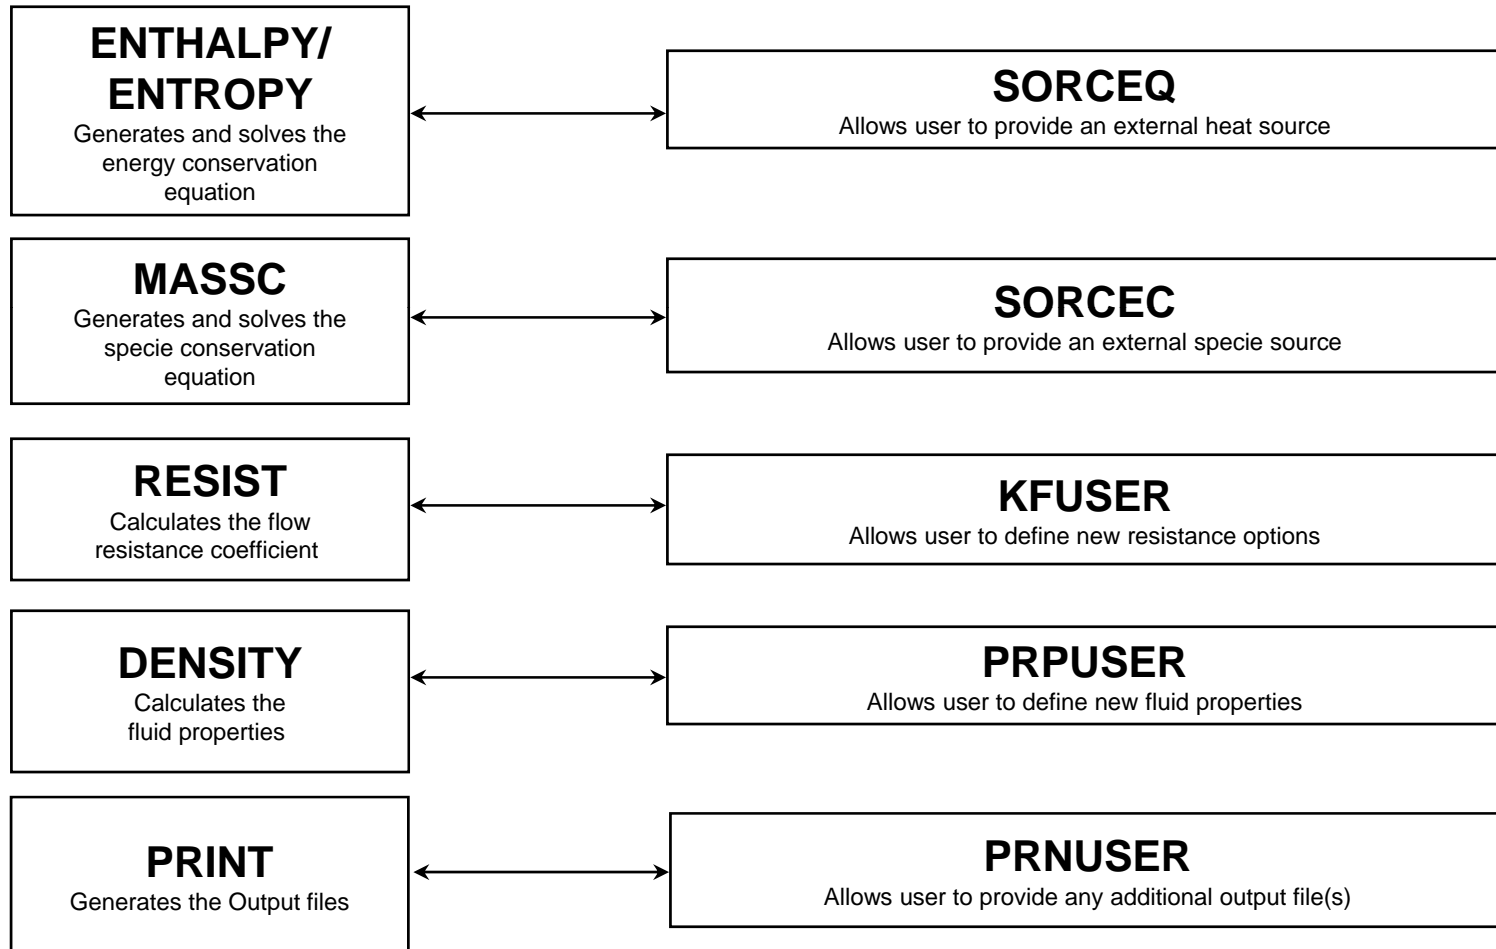 ENTHALPY/
ENTROPY
Generates and solves the
energy conservation
equation
SORCEQ
Allows user to provide an external heat source
MASSC
Generates and solves the
specie conservation
equation
SORCEC
Allows user to provide an external specie source
RESIST
Calculates the flow
resistance coefficient
KFUSER
Allows user to define new resistance options
DENSITY
Calculates the
fluid properties
PRPUSER
Allows user to define new fluid properties
PRINT
Generates the Output files
PRNUSER
Allows user to provide any additional output file(s)